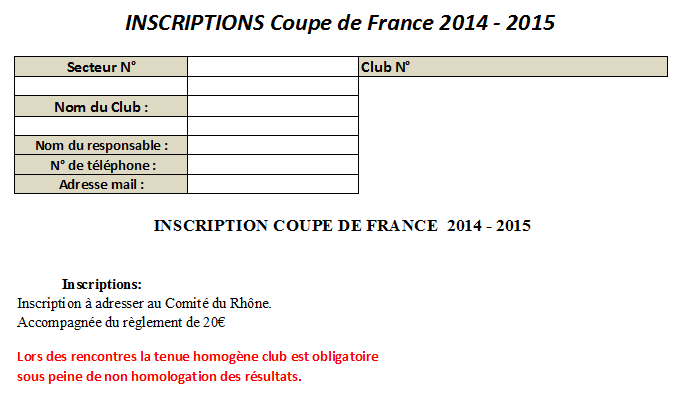 INSCRIPTIONS Coupe de France 2014 - 2015
Secteur N° Club N°
Nom du Club :
Nom du responsable :
N° de téléphone :
Adresse mail :
INSCRIPTION COUPE DE FRANCE 2014 - 2015
Inscriptions:
Inscription à adresser au Comité du Rhône.
Accompagnée du règlement de 20€
Lors des rencontres la tenue homogène club est obligatoire
sous peine de non homologation des résultats.